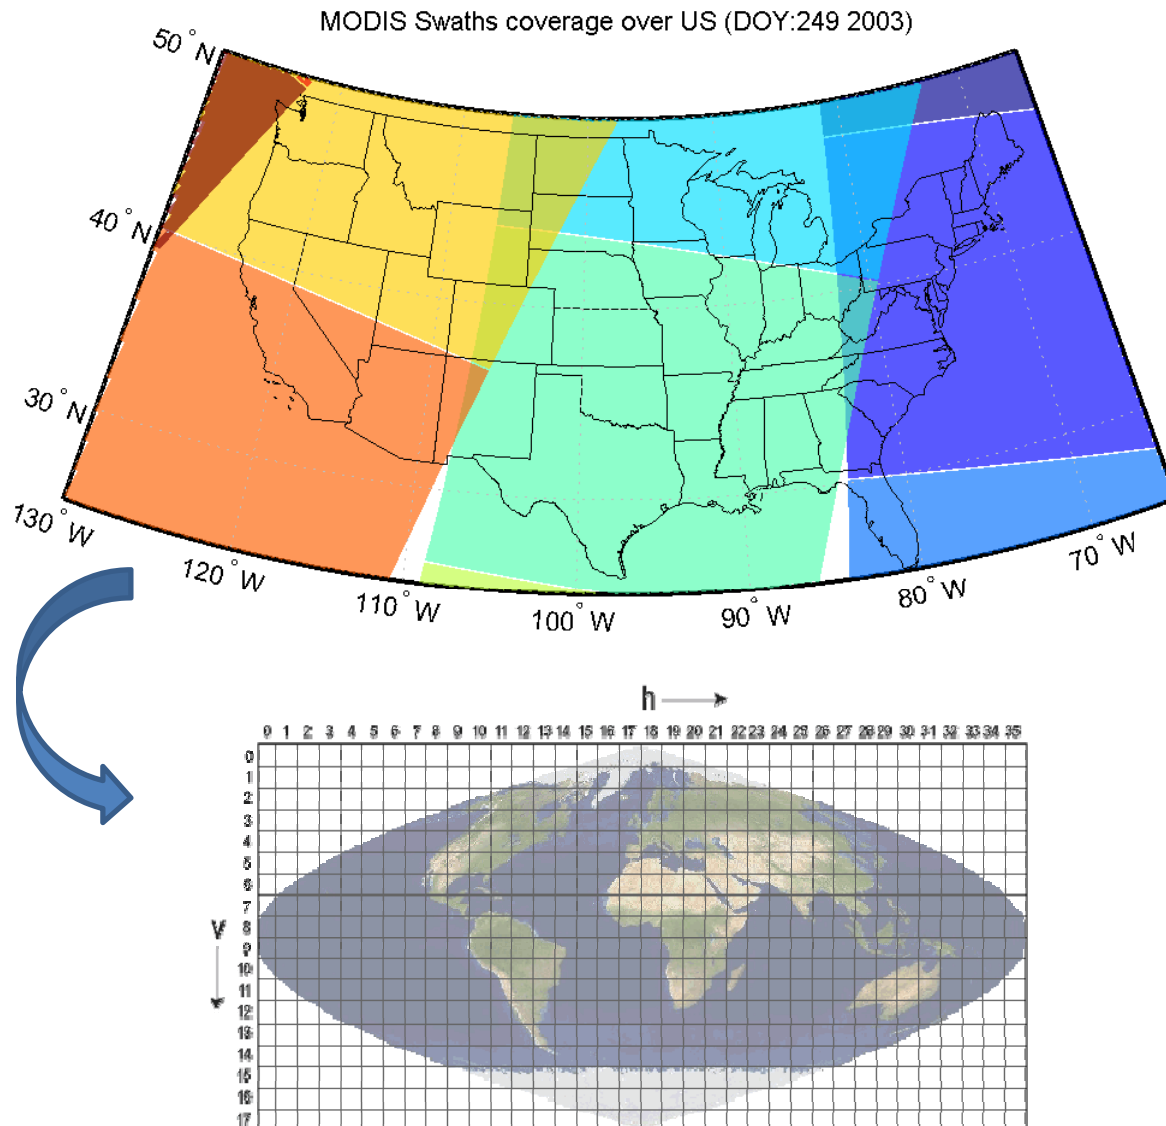 MODIS Swaths coverage over US (DOY:249 2003)
50°N
40°N
30°N
130°W
120°W
110°W
100°W
90°W
80°W
70°W
h
0 1 2 3 4 5 6 7 8 9 10 11 12 13 14 15 16 17 18 19 20 21 22 23 24 25 26 27 28 29 30 31 32 33 34 35
0
1
2
3
4
5
6
7
V
8
9
10
11
12
13
14
15
16
17